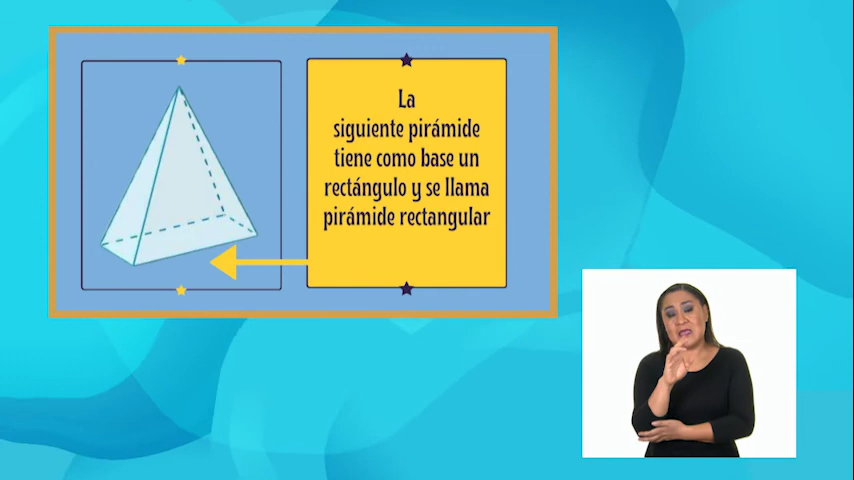 La
siguiente pirámide
tiene como base un
rectángulo y se llama
pirámide rectangular